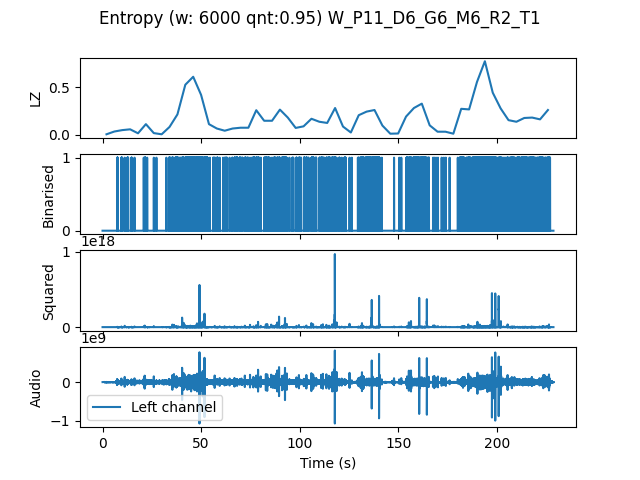 Entropy (w: 6000 qnt:0.95) W_P11_D6_G6_M6_R2_T1
LZ
0.5
0.0
Binarised
1
0
1e18
Squared
1
0
1e9
Audio
0
−1
Left channel
0 50 100 150 200
Time (s)